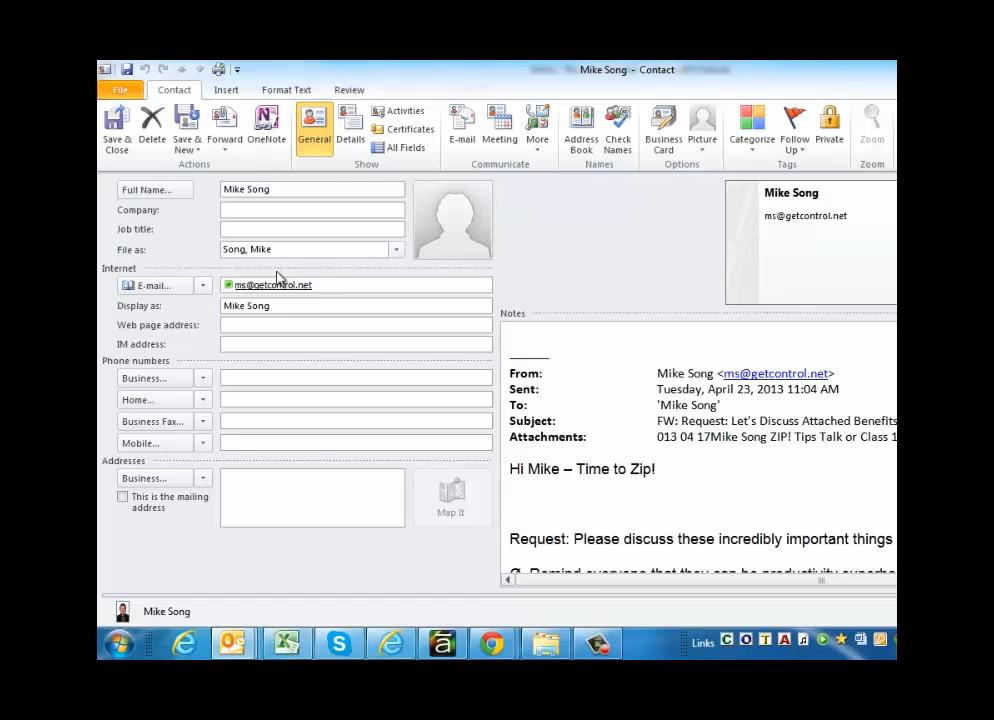 Mike Song - Contact
File Contact Insert Format Text Review
Save & Close Delete Save & New Forward OneNote General Details Activities Certificates All Fields E-mail Meeting More Address Book Check Names Business Card Picture Categorize Follow Up Private Zoom
Actions Show Communicate Names Options Tags Zoom
Full Name... Mike Song
Company:
Job title:
File as: Song, Mike
Mike Song
ms@getcontrol.net
Internet
E-mail... ms@getcontrol.net
Display as: Mike Song
Web page address:
IM address:
Phone numbers
Business...
Home...
Business Fax...
Mobile...
Addresses
Business...
This is the mailing
address
Map It
Notes
From: Mike Song <ms@getcontrol.net>
Sent: Tuesday, April 23, 2013 11:04 AM
To: 'Mike Song'
Subject: FW: Request: Let's Discuss Attached Benefits
Attachments: 013 04 17Mike Song ZIP! Tips Talk or Class 1
Hi Mike – Time to Zip!
Request: Please discuss these incredibly important things
Remind everyone that they can be productivity
Mike Song
Links